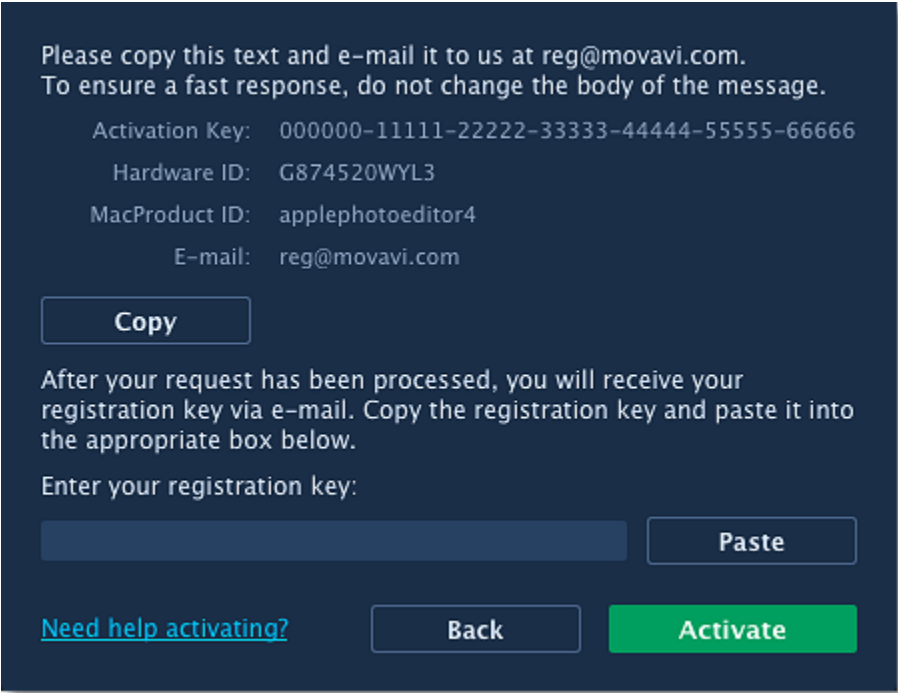 Please copy this text and e-mail it to us at reg@movavi.com.
To ensure a fast response, do not change the body of the message.
Activation Key: 000000-11111-22222-33333-44444-55555-66666
Hardware ID: G874520WYL3
MacProduct ID: applephotoeditor4
E-mail: reg@movavi.com
Copy
After your request has been processed, you will receive your
registration key via e-mail. Copy the registration key and paste it into
the appropriate box below.
Enter your registration key:
Paste
Need help activating? Back Activate